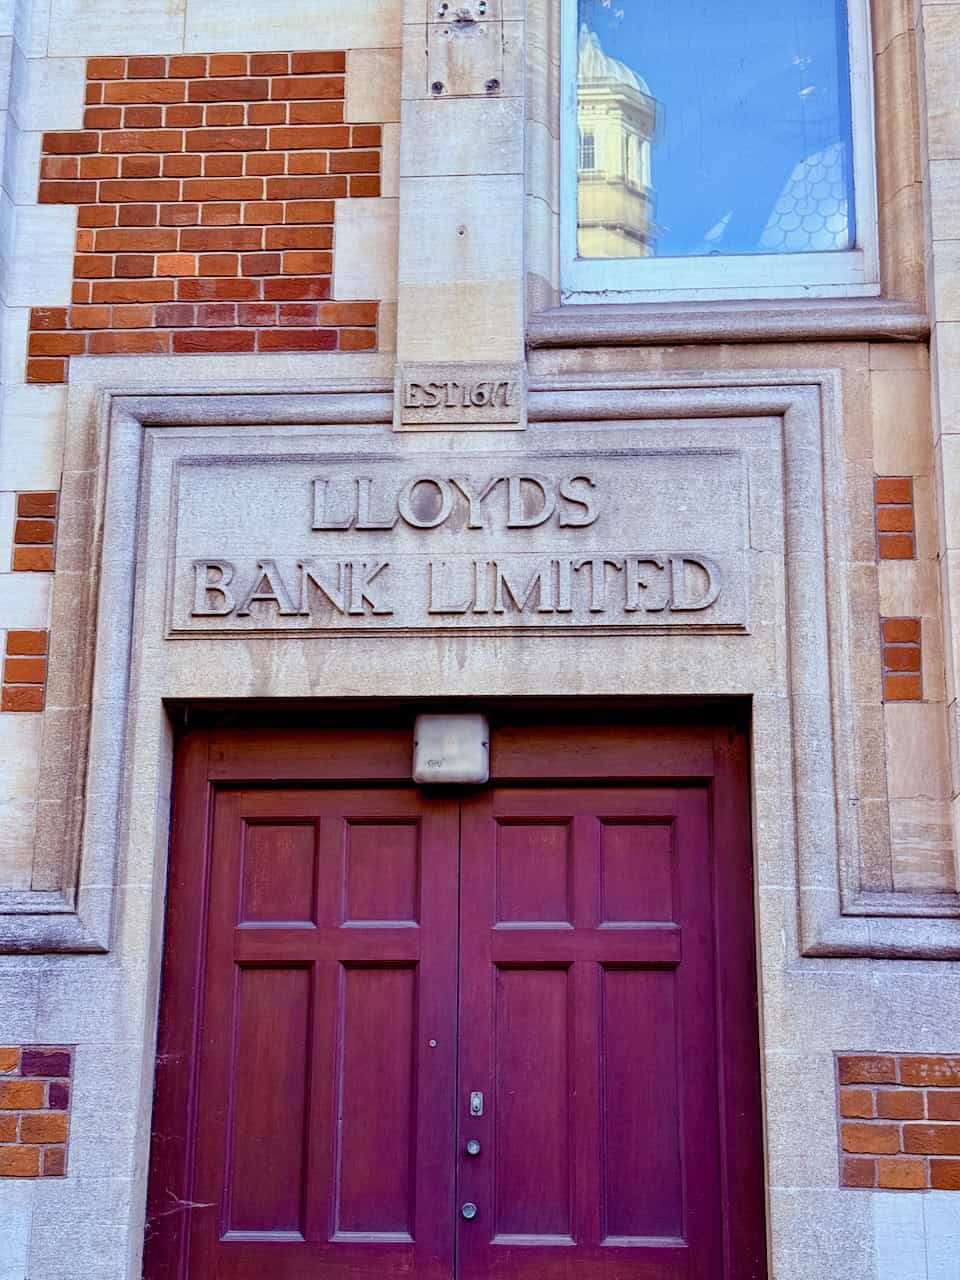 EST 1677
LLOYDS
BANK LIMITED